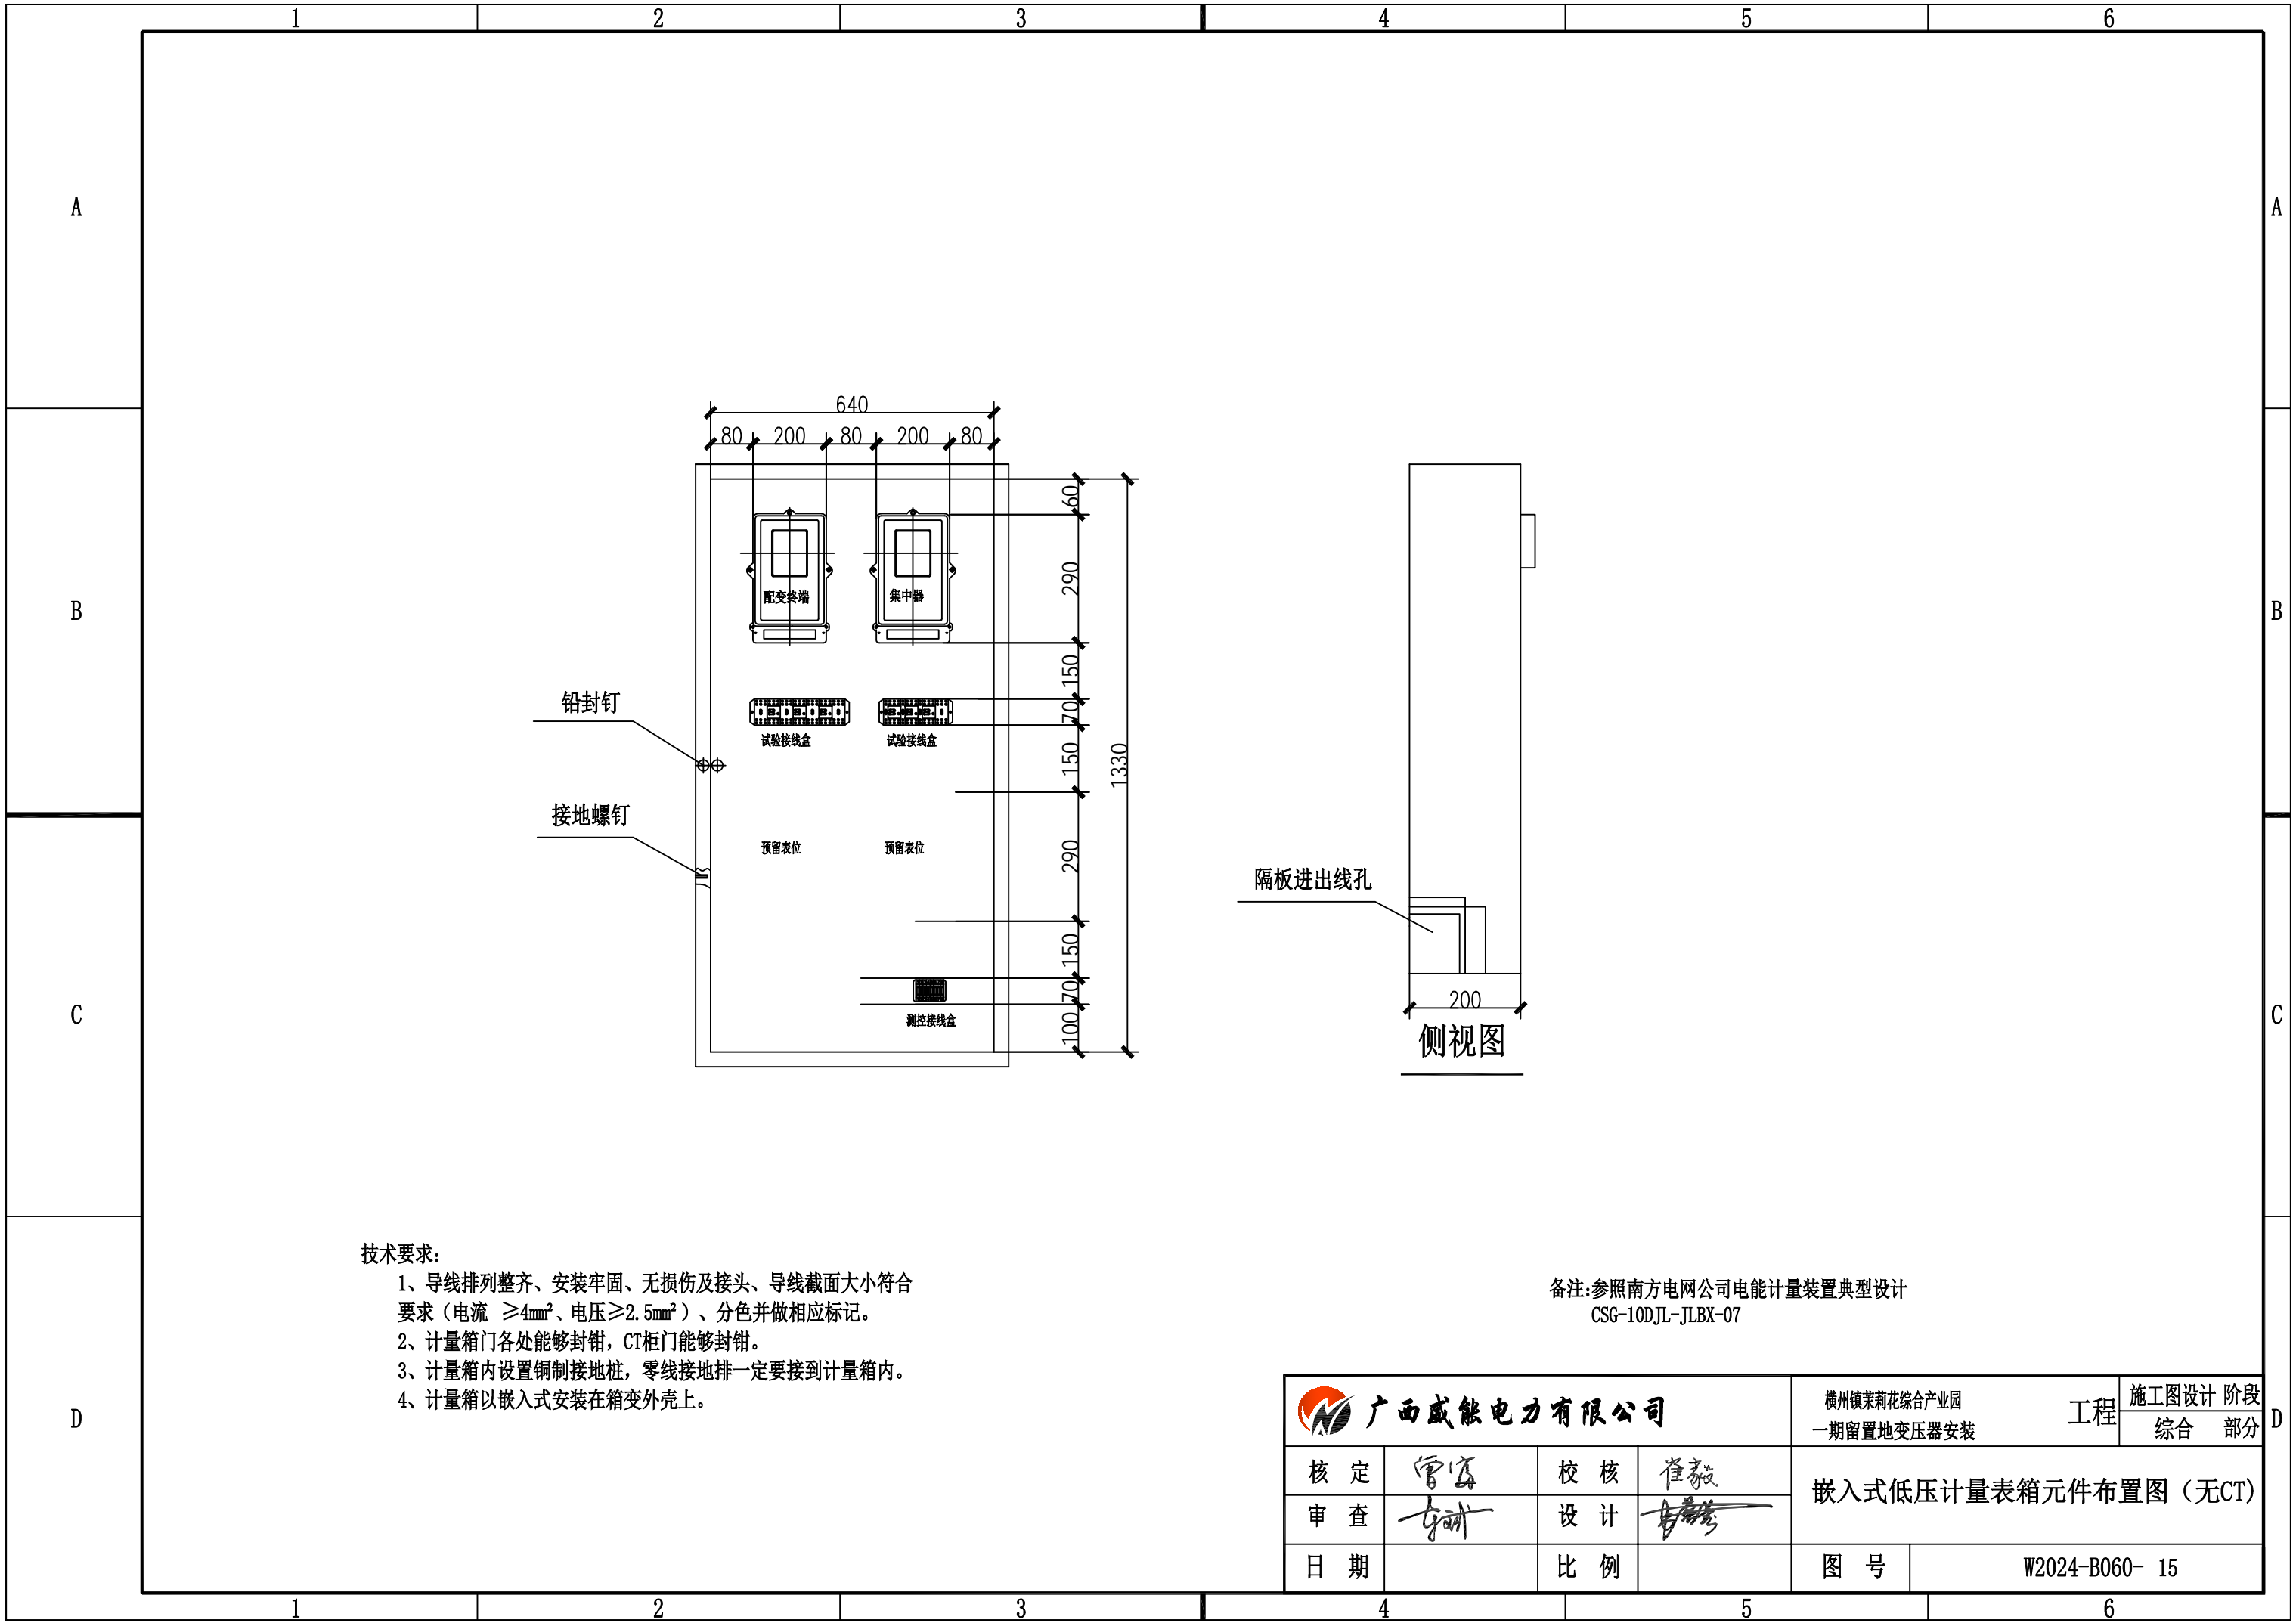 1 2 3 4 5 6
A A
640
80 200 80 200 80
60
290
配变终端 集中器
B B
150
铅封钉
70
试验接线盒 试验接线盒
150
1330
接地螺钉
预留表位 预留表位
290
隔板进出线孔
150
70
200
C C
测控接线盒
100
侧视图
技术要求:
1、导线排列整齐、安装牢固、无损伤及接头、导线截面大小符合
要求（电流 ≥4mm²、电压≥2.5mm²）、分色并做相应标记。
2、计量箱门各处能够封钳，CT柜门能够封钳。
3、计量箱内设置铜制接地桩，零线接地排一定要接到计量箱内。
4、计量箱以嵌入式安装在箱变外壳上。
备注:参照南方电网公司电能计量装置典型设计
CSG-10DJL-JLBX-07
D D
广西威能电力有限公司
横州镇茉莉花综合产业园
一期留置地变压器安装
工程
施工图设计 阶段
综合 部分
核 定 校 核
审 查 设 计
嵌入式低压计量表箱元件布置图（无CT)
日 期 比 例
图 号 W2024-B060- 15
1 2 3 4 5 6